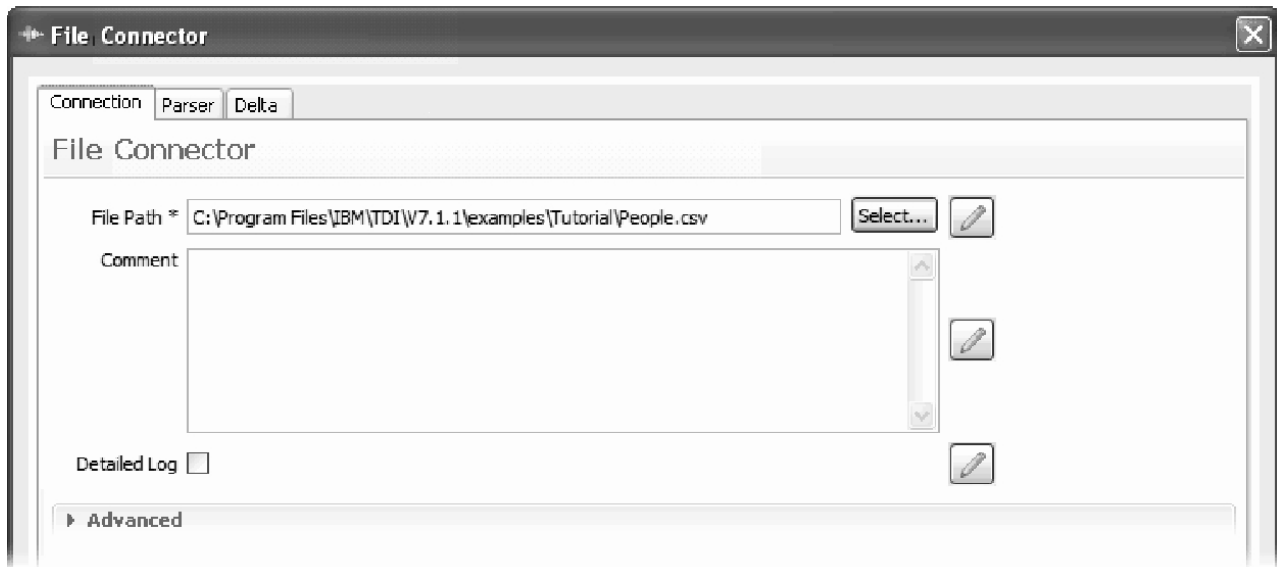 File Connector
Connection Parser Delta
File Connector
File Path * C:\Program Files\IBM\TDI\V7.1.1\examples\Tutorial\People.csv Select...
Comment
Detailed Log
Advanced